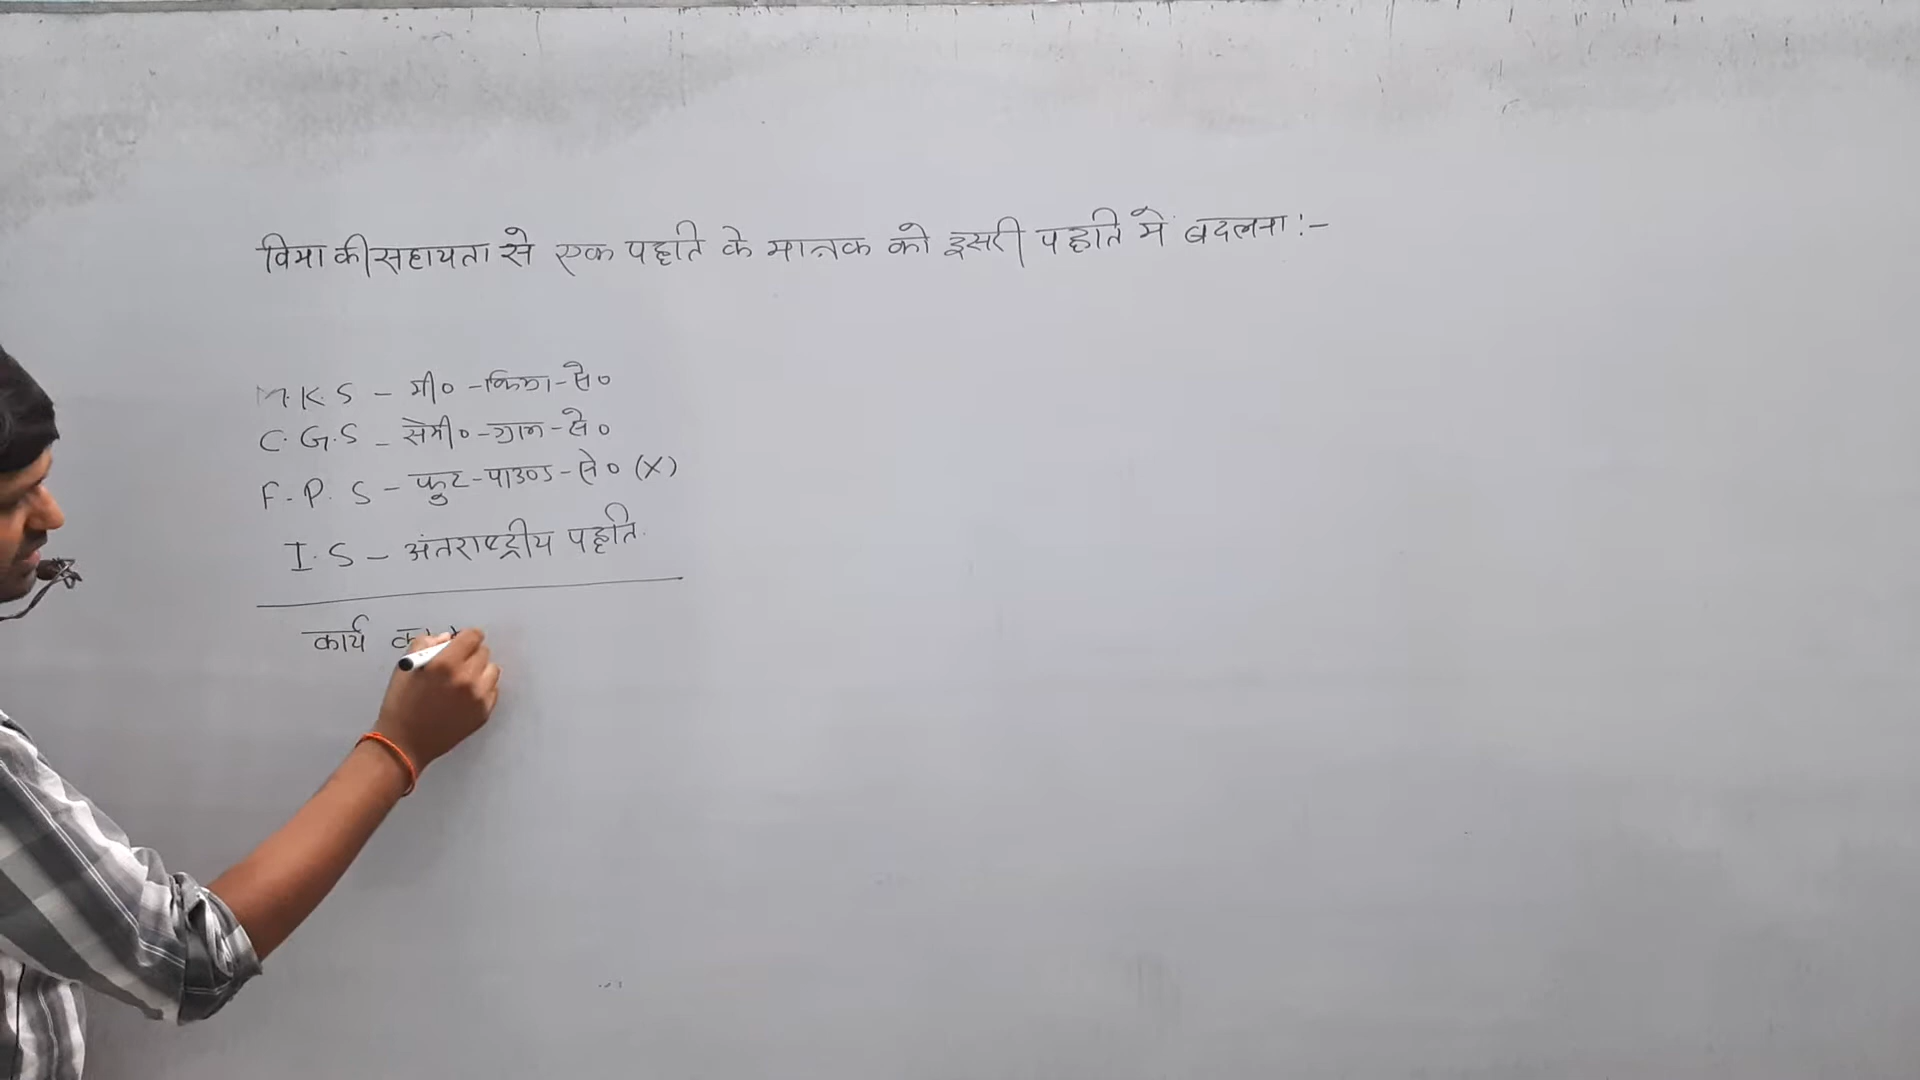 विमा की सहायता से एक पद्धति के मात्रक को दूसरी पद्धति में बदलना :-
M.K.S - मी० - किग्रा - से०
C.G.S - सेमी० - ग्राम - से०
F.P.S - फुट - पाउण्ड - से० (X)
I.S - अंतराष्ट्रीय पद्धति.
कार्य